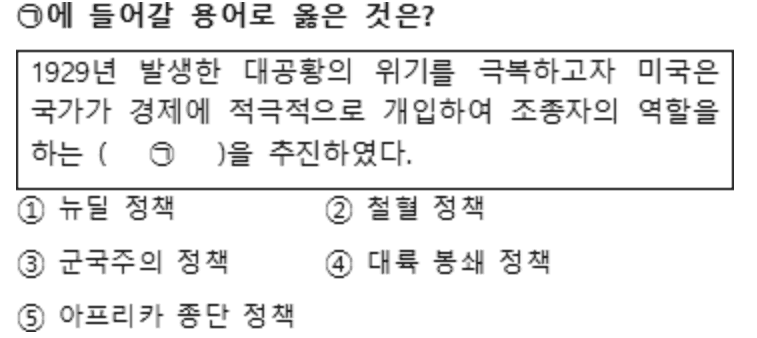 ㉠에 들어갈 용어로 옳은 것은?
1929년 발생한 대공황의 위기를 극복하고자 미국은
국가가 경제에 적극적으로 개입하여 조종자의 역할을
하는 ( ㉠ )을 추진하였다.
① 뉴딜 정책 ② 철혈 정책
③ 군국주의 정책 ④ 대륙 봉쇄 정책
⑤ 아프리카 종단 정책